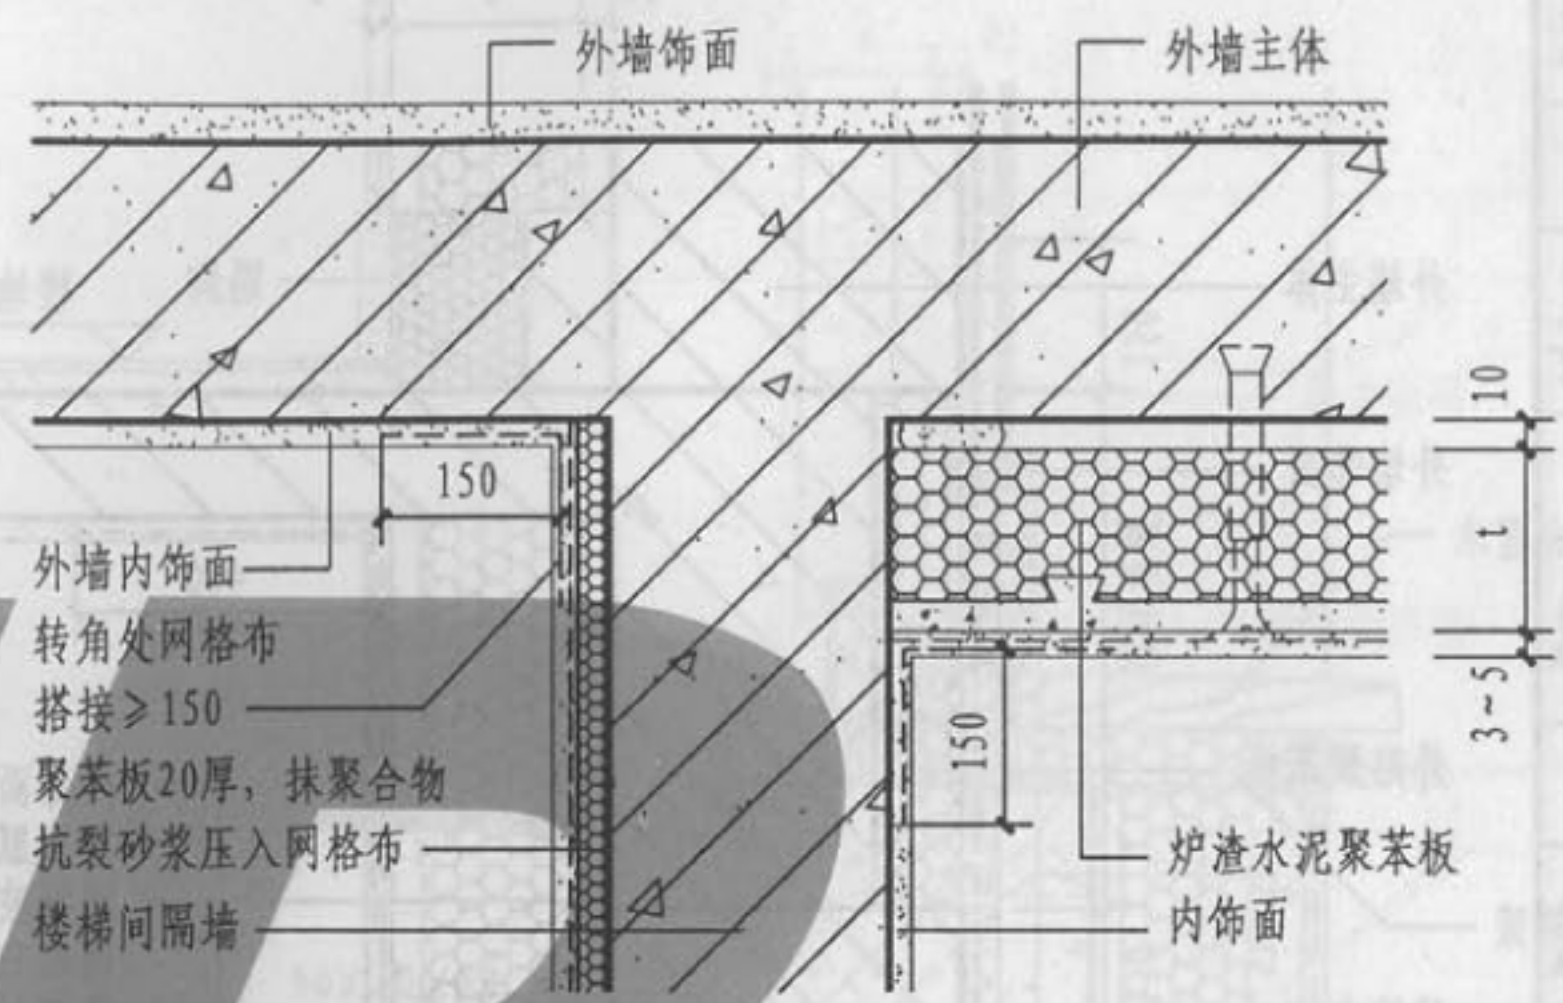 外墙饰面
外墙主体
10
150
t
外墙内饰面
转角处网格布
搭接≥150
3~5
150
聚苯板20厚，抹聚合物
抗裂砂浆压入网格布
炉渣水泥聚苯板
楼梯间隔墙
内饰面